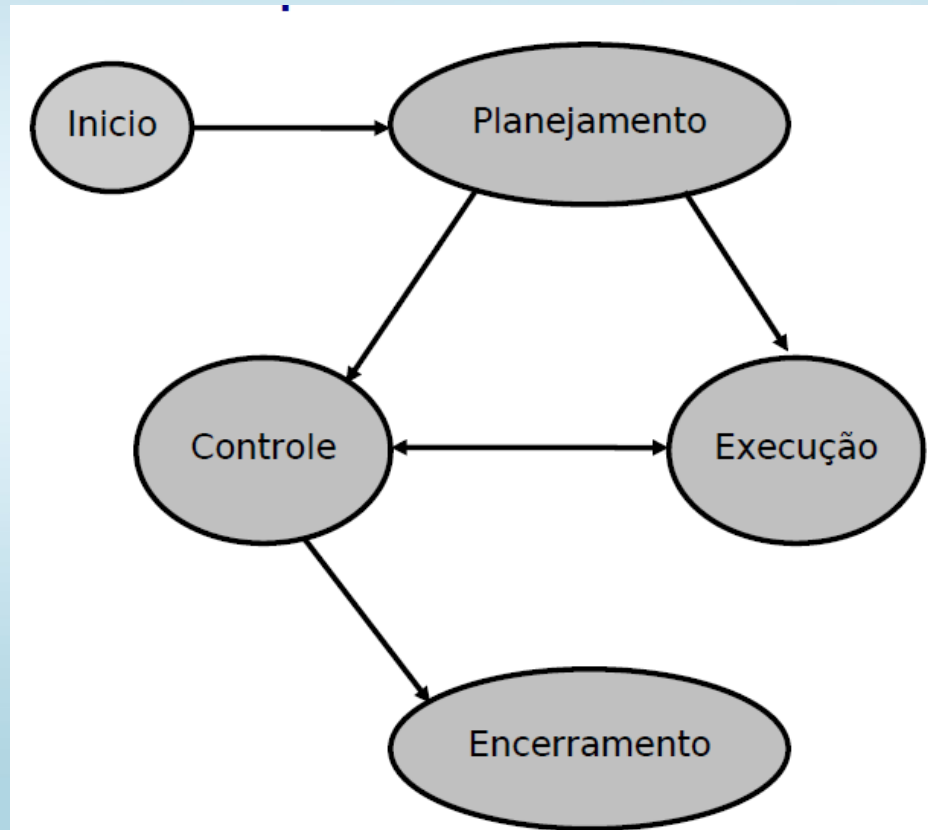 Inicio
Planejamento
Controle
Execução
Encerramento